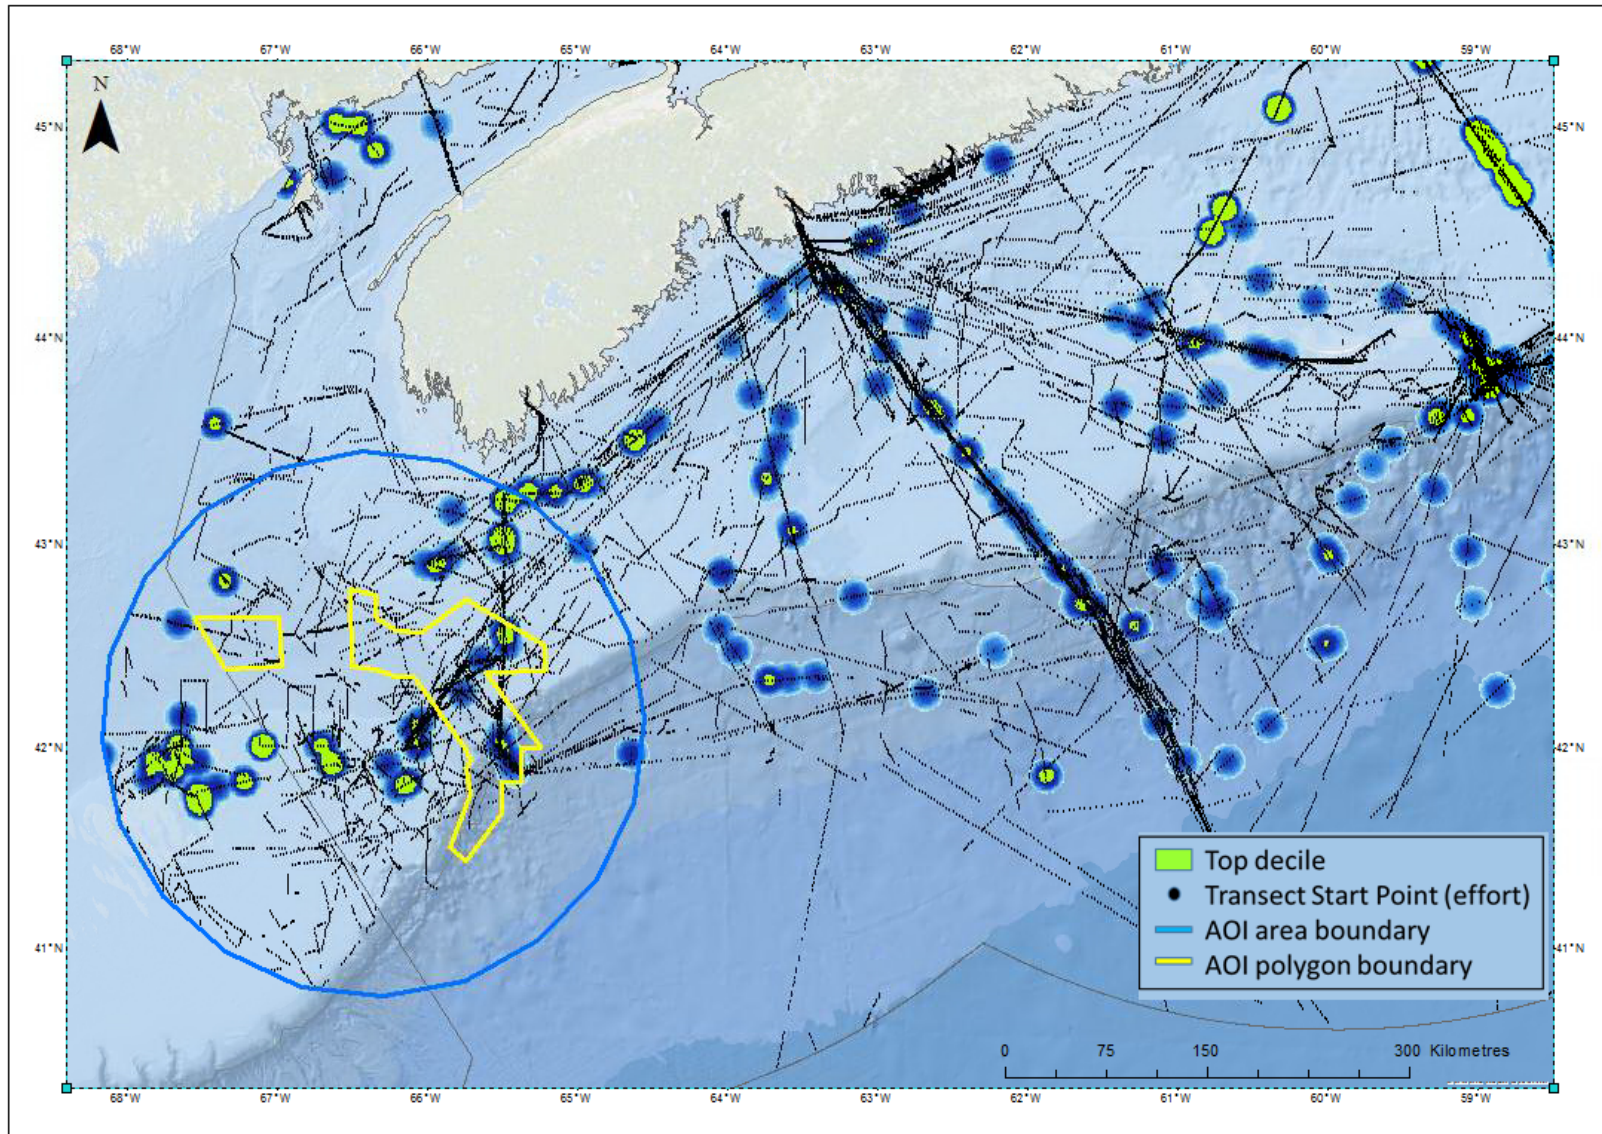 68°W 67°W 66°W 65°W 64°W 63°W 62°W 61°W 60°W 59°W
N
45°N 45°N
44°N 44°N
43°N 43°N
42°N 42°N
Top decile
Transect Start Point (effort)
AOI area boundary
AOI polygon boundary
41°N 41°N
0 75 150 300 Kilometres
68°W 67°W 66°W 65°W 64°W 63°W 62°W 61°W 60°W 59°W